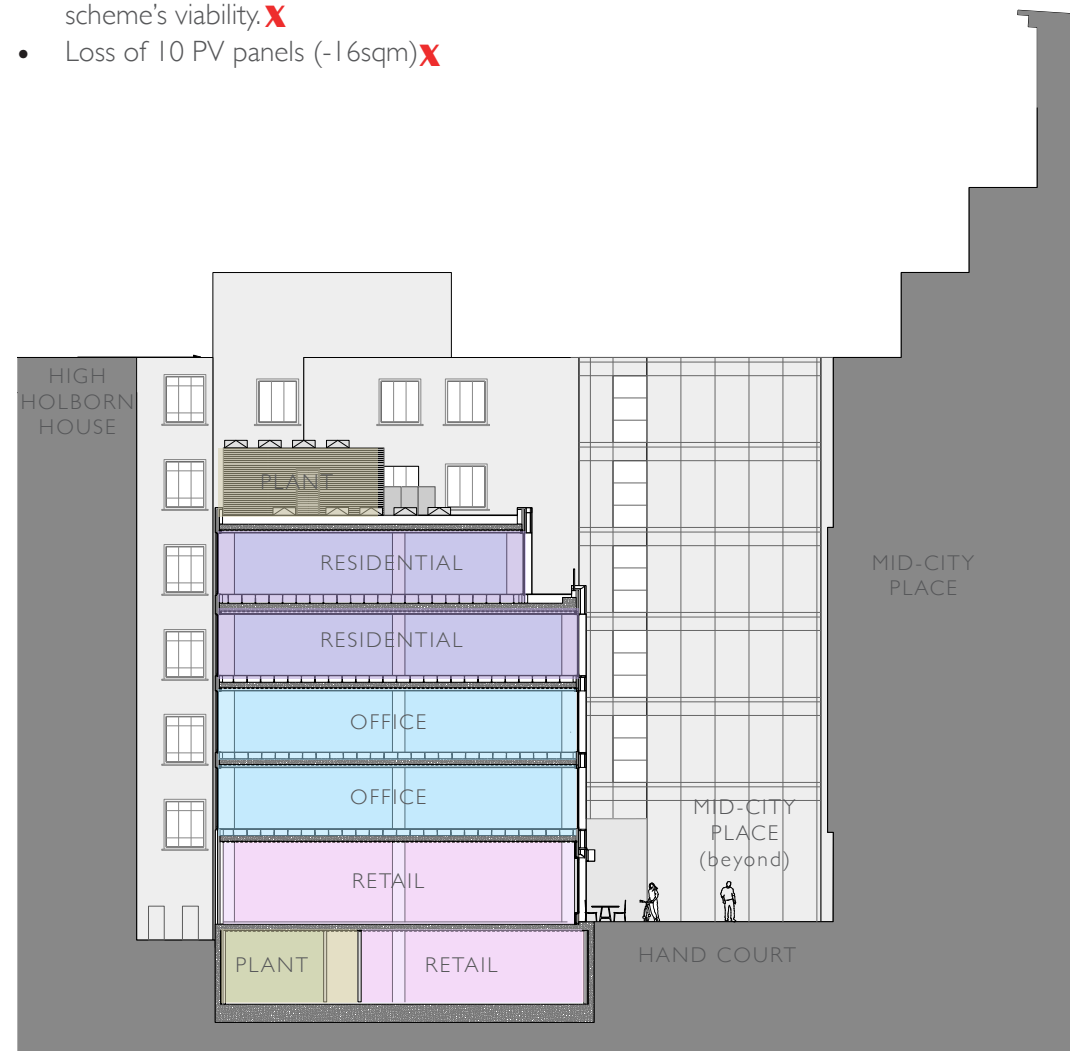 scheme's viability. X
• Loss of 10 PV panels (-16sqm) X
HIGH
HOLBORN
HOUSE
PLANT
RESIDENTIAL
MID-CITY
PLACE
RESIDENTIAL
OFFICE
OFFICE
MID-CITY
PLACE
(beyond)
RETAIL
PLANT
RETAIL
HAND COURT